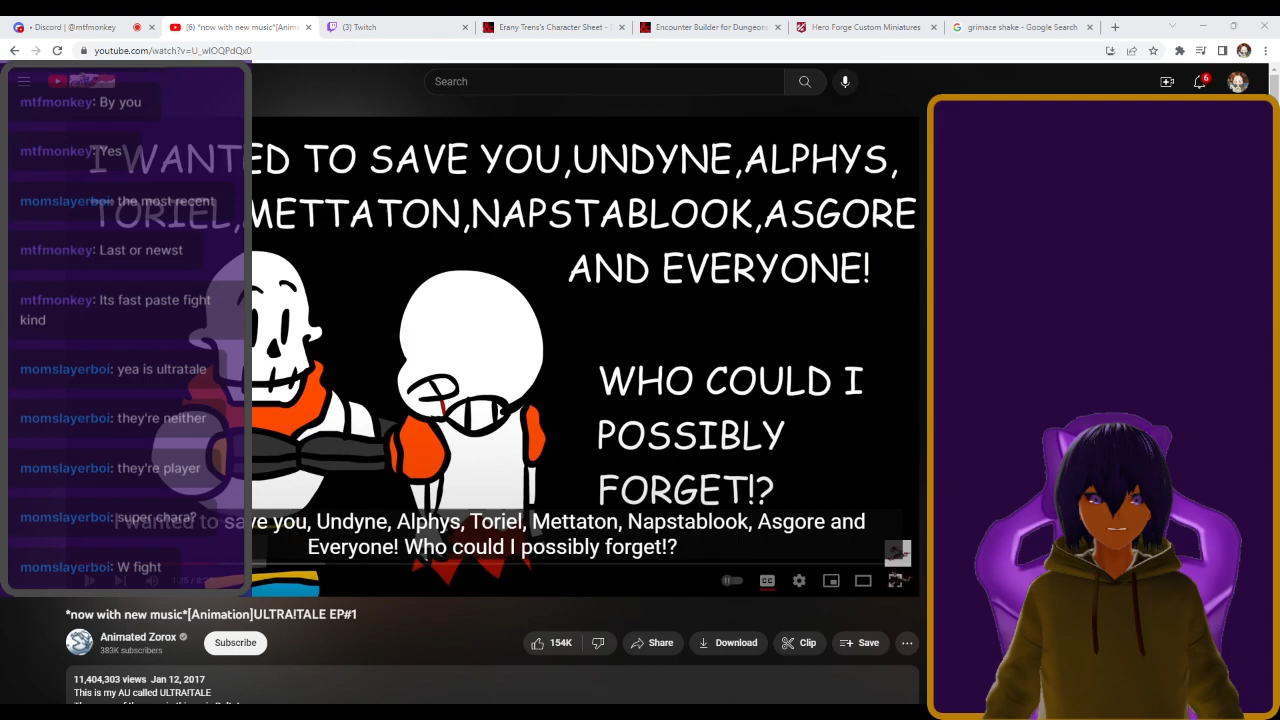 Discord | @mtfmonkey
(6) *now with new music*[Anim
(3) Twitch
Erany Trens's Character Sheet -
Encounter Builder for Dungeons
Hero Forge Custom Miniatures
grimace shake - Google Search
youtube.com/watch?v=U_wIOQPdQx0
Search
6
mtfmonkey: By you
mtfmonkey: Yes
momslayerboi: the most recent
mtfmonkey: Last or newst
mtfmonkey: Its fast paste fight
kind
momslayerboi: yea is ultratale
momslayerboi: they're neither
momslayerboi: they're player
momslayerboi: super chara?
momslayerboi: W fight
I WANTED TO SAVE YOU,UNDYNE,ALPHYS,
TORIEL,METTATON,NAPSTABLOOK,ASGORE
AND EVERYONE!
WHO COULD I
POSSIBLY
FORGET!?
I wanted to save you, Undyne, Alphys, Toriel, Mettaton, Napstablook, Asgore and
Everyone! Who could I possibly forget!?
CC
*now with new music*[Animation]ULTRA!TALE EP#1
Animated Zorox
383K subscribers
Subscribe
154K
Share
Download
Clip
Save
11,404,303 views Jan 12, 2017
This is my AU called ULTRA!TALE